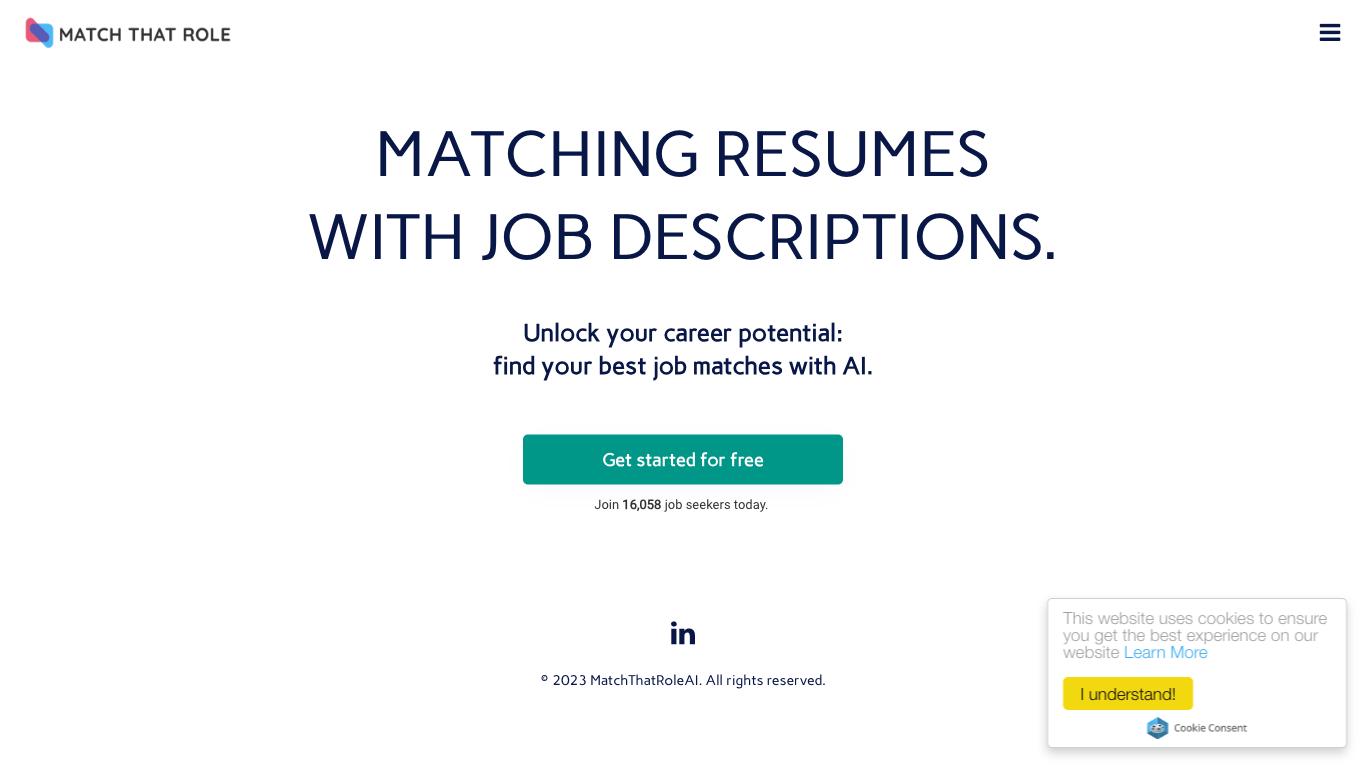 MATCH THAT ROLE
MATCHING RESUMES
WITH JOB DESCRIPTIONS.
Unlock your career potential:
find your best job matches with AI.
Get started for free
Join 16,058 job seekers today.
in
© 2023 MatchThatRoleAI. All rights reserved.
This website uses cookies to ensure
you get the best experience on our
website Learn More
I understand!
Cookie Consent